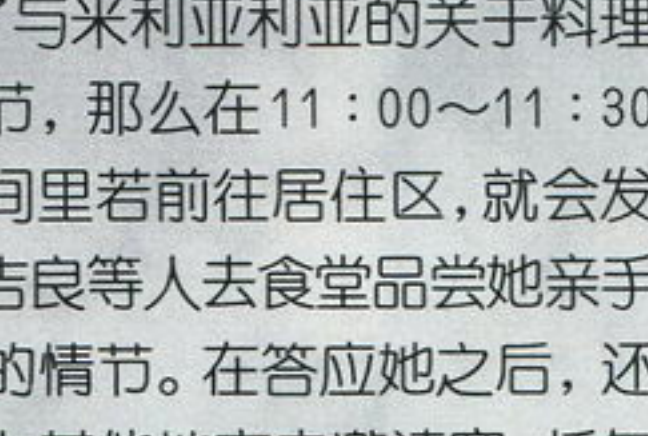 与米利亚利亚的关于料理
节，那么在11：00～11：30
间里若前往居住区，就会发
吉良等人去食堂品尝她亲手
的情节。在答应她之后，还